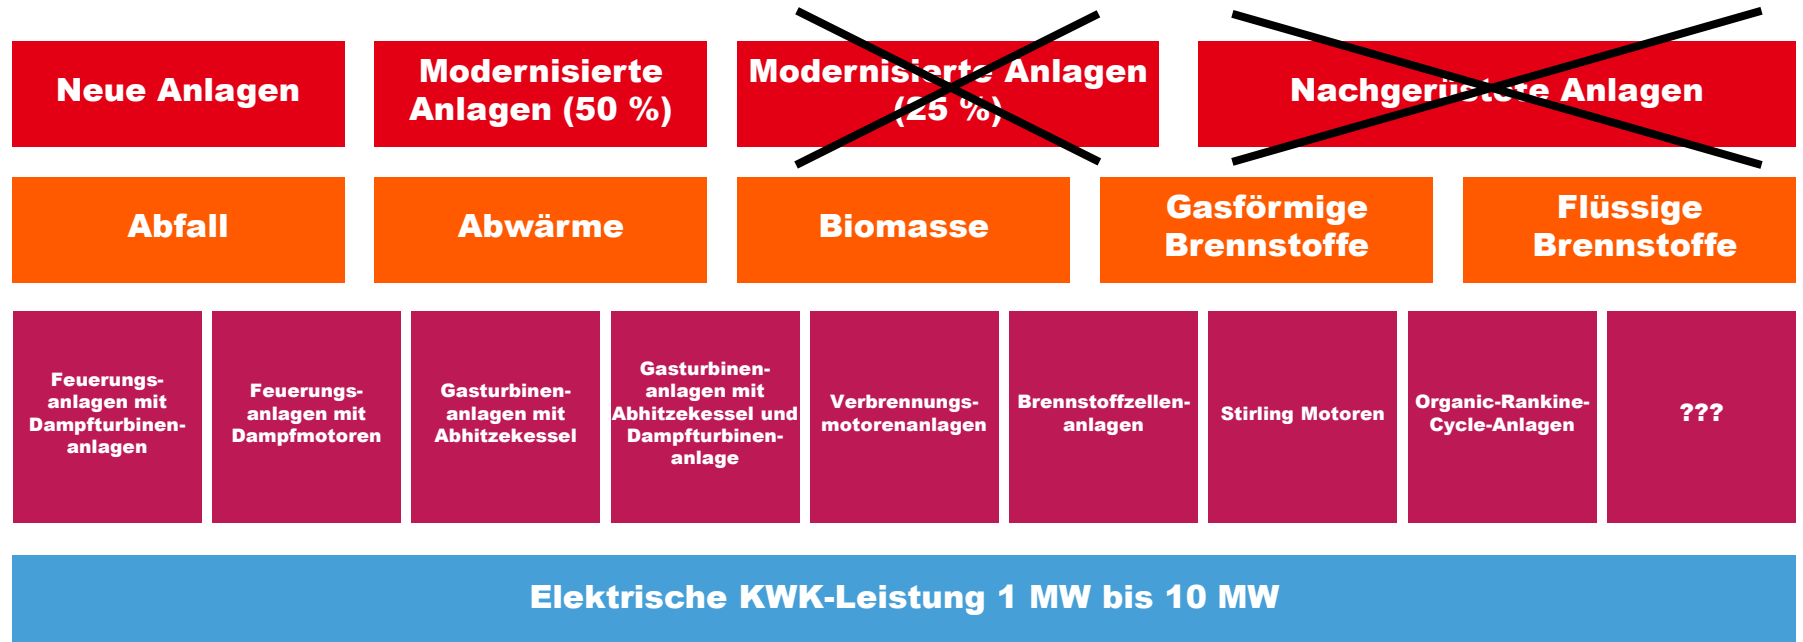 Neue Anlagen
Modernisierte
Anlagen (50 %)
Modernisierte Anlagen
(25 %)
Nachgerüstete Anlagen
Abfall
Abwärme
Biomasse
Gasförmige
Brennstoffe
Flüssige
Brennstoffe
Feuerungs-
anlagen mit
Dampfturbinen-
anlagen
Feuerungs-
anlagen mit
Dampfmotoren
Gasturbinen-
anlagen mit
Abhitzekessel
Gasturbinen-
anlagen mit
Abhitzekessel und
Dampfturbinen-
anlage
Verbrennungs-
motorenanlagen
Brennstoffzellen-
anlagen
Stirling Motoren
Organic-Rankine-
Cycle-Anlagen
???
Elektrische KWK-Leistung 1 MW bis 10 MW